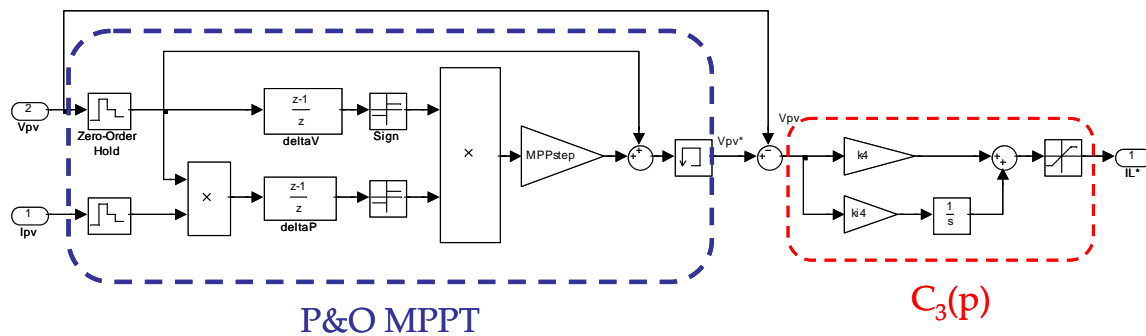 2
Vpv
Zero-Order
Hold
z-1
z
deltaV
Sign
×
MPPstep
+
+
Vpv*
Vpv
+
−
k4
+
+
1
IL*
1
Ipv
×
z-1
z
deltaP
ki4
1
s
P&O MPPT
C3(p)